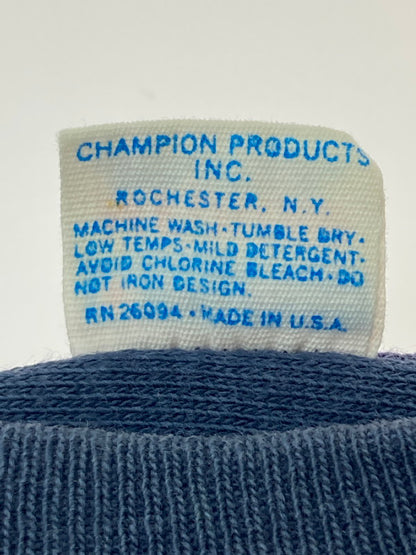 CHAMPION PRODUCTS
INC.
ROCHESTER, N.Y.
MACHINE WASH·TUMBLE DRY·
LOW TEMPS·MILD DETERGENT·
AVOID CHLORINE BLEACH·DO
NOT IRON DESIGN.
RN 26094 · MADE IN U.S.A.